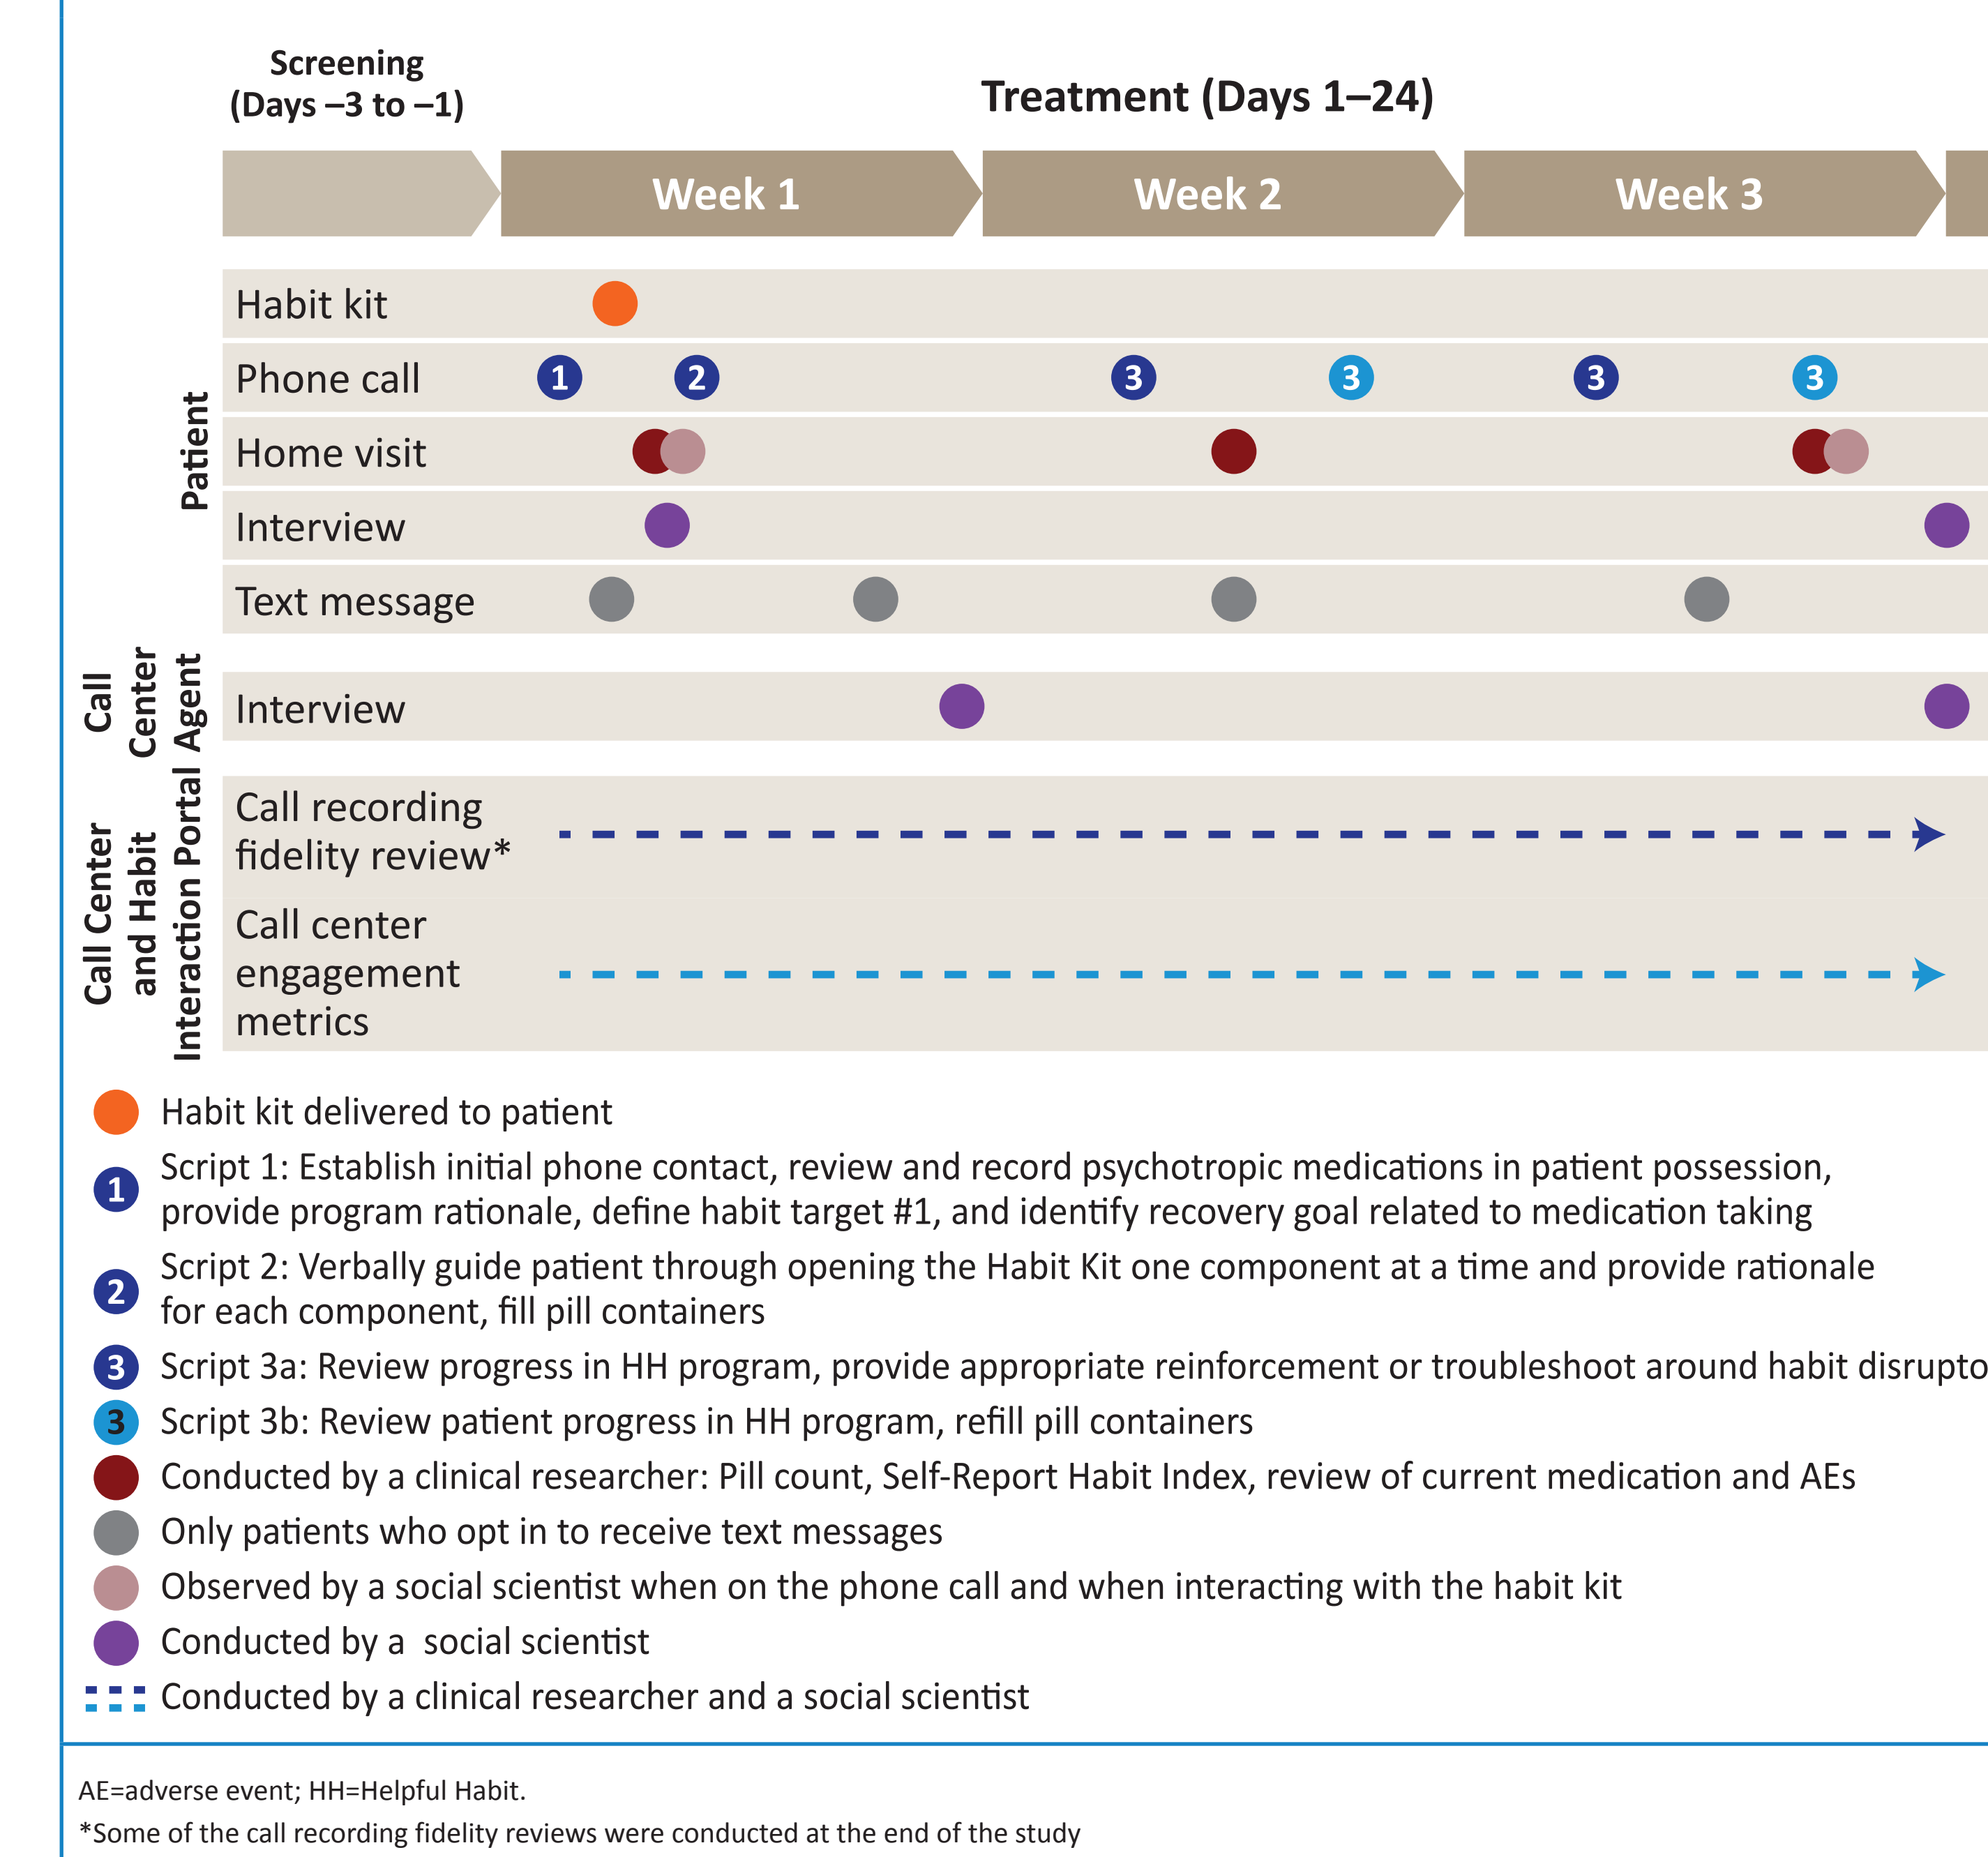 Screening
(Days –3 to –1)
Treatment (Days 1–24)
Week 1
Week 2
Week 3
Patient
Habit kit
Phone call
1
2
3
3
3
3
Home visit
Interview
Text message
Call
Center
Agent
Interview
Call Center
and Habit
Interaction Portal
Call recording
fidelity review*
Call center
engagement
metrics
Habit kit delivered to patient
1
Script 1: Establish initial phone contact, review and record psychotropic medications in patient possession,
provide program rationale, define habit target #1, and identify recovery goal related to medication taking
2
Script 2: Verbally guide patient through opening the Habit Kit one component at a time and provide rationale
for each component, fill pill containers
3
Script 3a: Review progress in HH program, provide appropriate reinforcement or troubleshoot around habit disrupto
3
Script 3b: Review patient progress in HH program, refill pill containers
Conducted by a clinical researcher: Pill count, Self-Report Habit Index, review of current medication and AEs
Only patients who opt in to receive text messages
Observed by a social scientist when on the phone call and when interacting with the habit kit
Conducted by a social scientist
Conducted by a clinical researcher and a social scientist
AE=adverse event; HH=Helpful Habit.
*Some of the call recording fidelity reviews were conducted at the end of the study